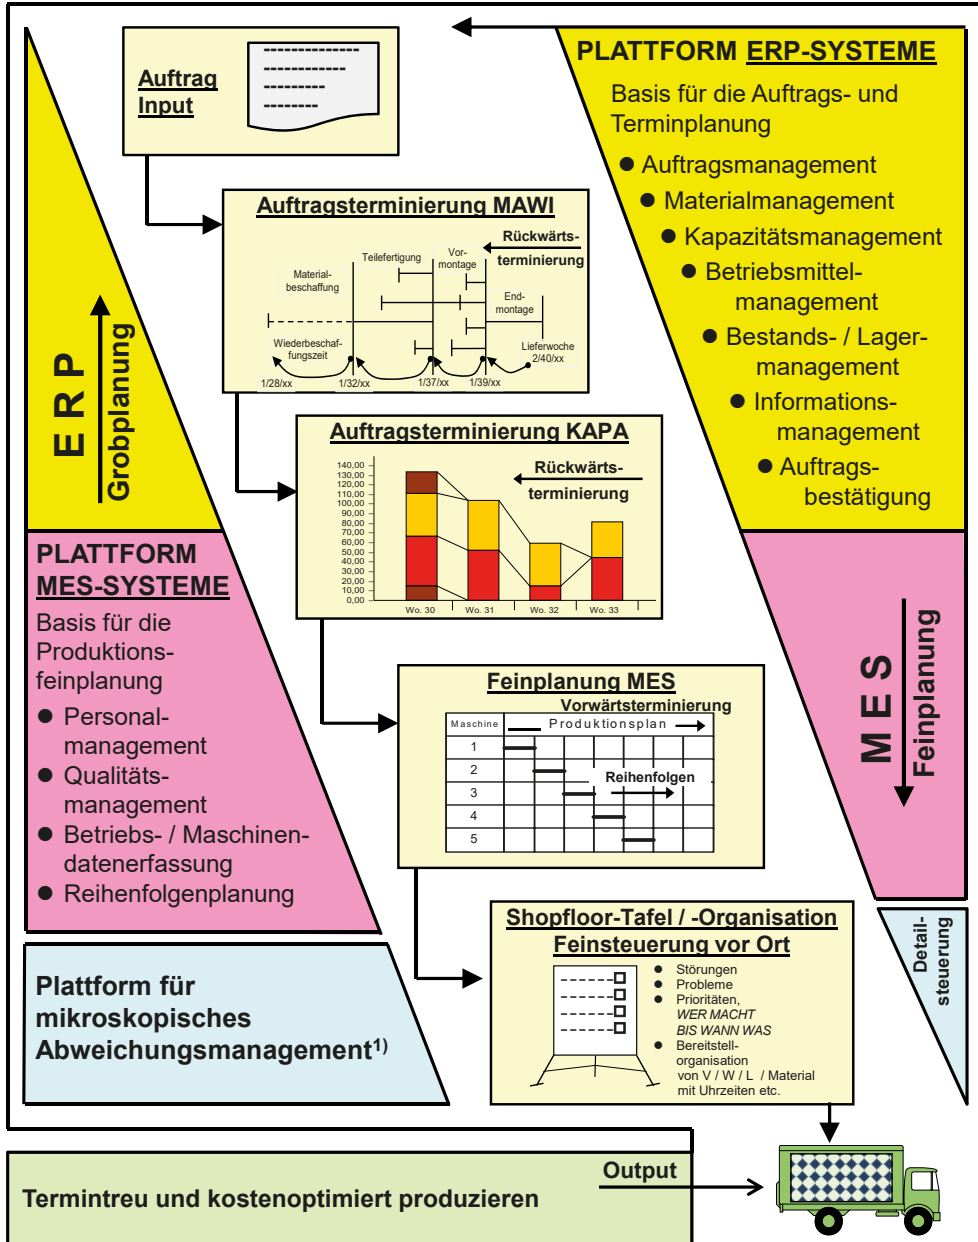 Auftrag
Input
PLATTFORM ERP-SYSTEME
Basis für die Auftrags- und
Terminplanung
● Auftragsmanagement
● Materialmanagement
● Kapazitätsmanagement
● Betriebsmittel-
management
● Bestands- / Lager-
management
● Informations-
management
● Auftrags-
bestätigung
ERP
Grobplanung
Auftragsterminierung MAWI
Rückwärts-
terminierung
Teilefertigung
Vor-
montage
Material-
beschaffung
End-
montage
Wiederbeschaf-
fungszeit
Lieferwoche
2/40/xx
1/28/xx
1/32/xx
1/37/xx
1/39/xx
Auftragsterminierung KAPA
Rückwärts-
terminierung
140,00
130,00
120,00
110,00
100,00
90,00
80,00
70,00
60,00
50,00
40,00
30,00
20,00
10,00
0,00
Wo. 30
Wo. 31
Wo. 32
Wo. 33
PLATTFORM
MES-SYSTEME
Basis für die
Produktions-
feinplanung
● Personal-
management
● Qualitäts-
management
● Betriebs- / Maschinen-
datenerfassung
● Reihenfolgenplanung
MES
Feinplanung
Feinplanung MES
Vorwärtsterminierung
Maschine
Produktionsplan
1
2
3
4
5
Reihenfolgen
Shopfloor-Tafel / -Organisation
Feinsteuerung vor Ort
● Störungen
● Probleme
● Prioritäten,
WER MACHT
BIS WANN WAS
● Bereitstell-
organisation
von V / W / L / Material
mit Uhrzeiten etc.
Detail-
steuerung
Plattform für
mikroskopisches
Abweichungsmanagement1)
Termintreu und kostenoptimiert produzieren
Output